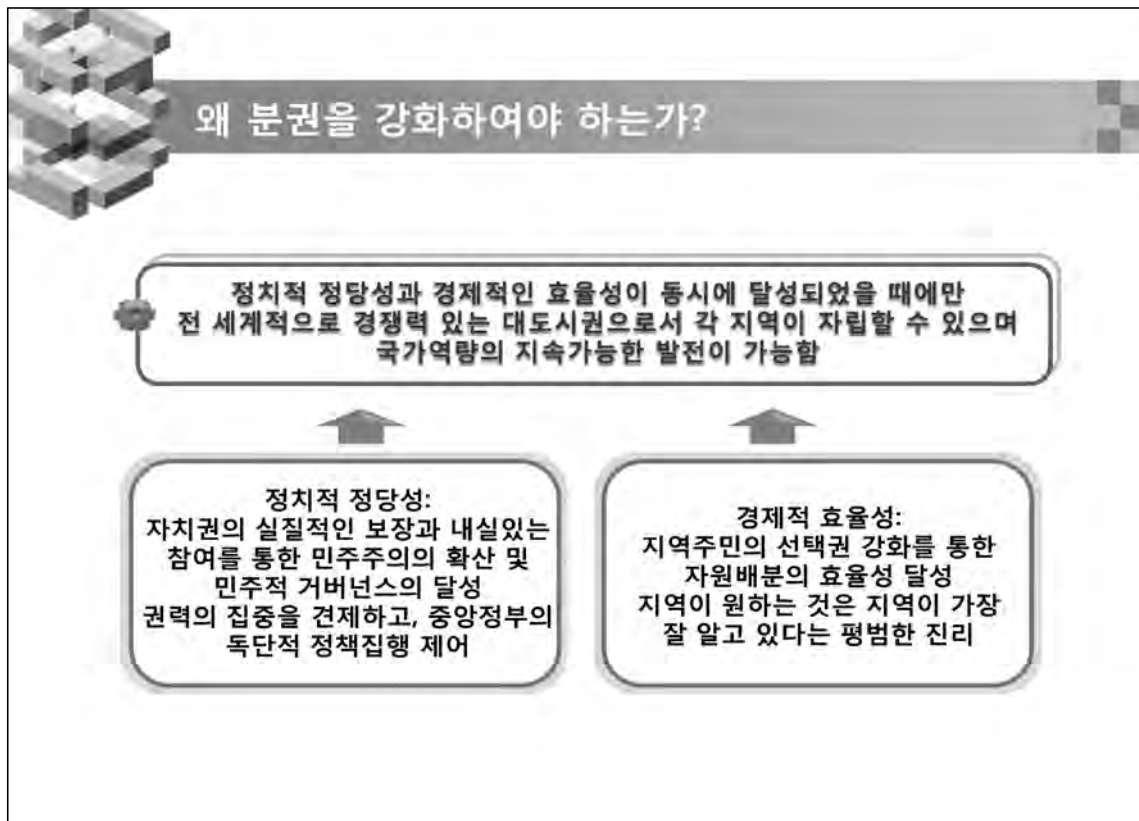 왜 분권을 강화하여야 하는가?
정치적 정당성과 경제적인 효율성이 동시에 달성되었을 때에만
전 세계적으로 경쟁력 있는 대도시권으로서 각 지역이 자립할 수 있으며
국가역량의 지속가능한 발전이 가능함
정치적 정당성:
자치권의 실질적인 보장과 내실있는
참여를 통한 민주주의의 확산 및
민주적 거버넌스의 달성
권력의 집중을 견제하고, 중앙정부의
독단적 정책집행 제어
경제적 효율성:
지역주민의 선택권 강화를 통한
자원배분의 효율성 달성
지역이 원하는 것은 지역이 가장
잘 알고 있다는 평범한 진리